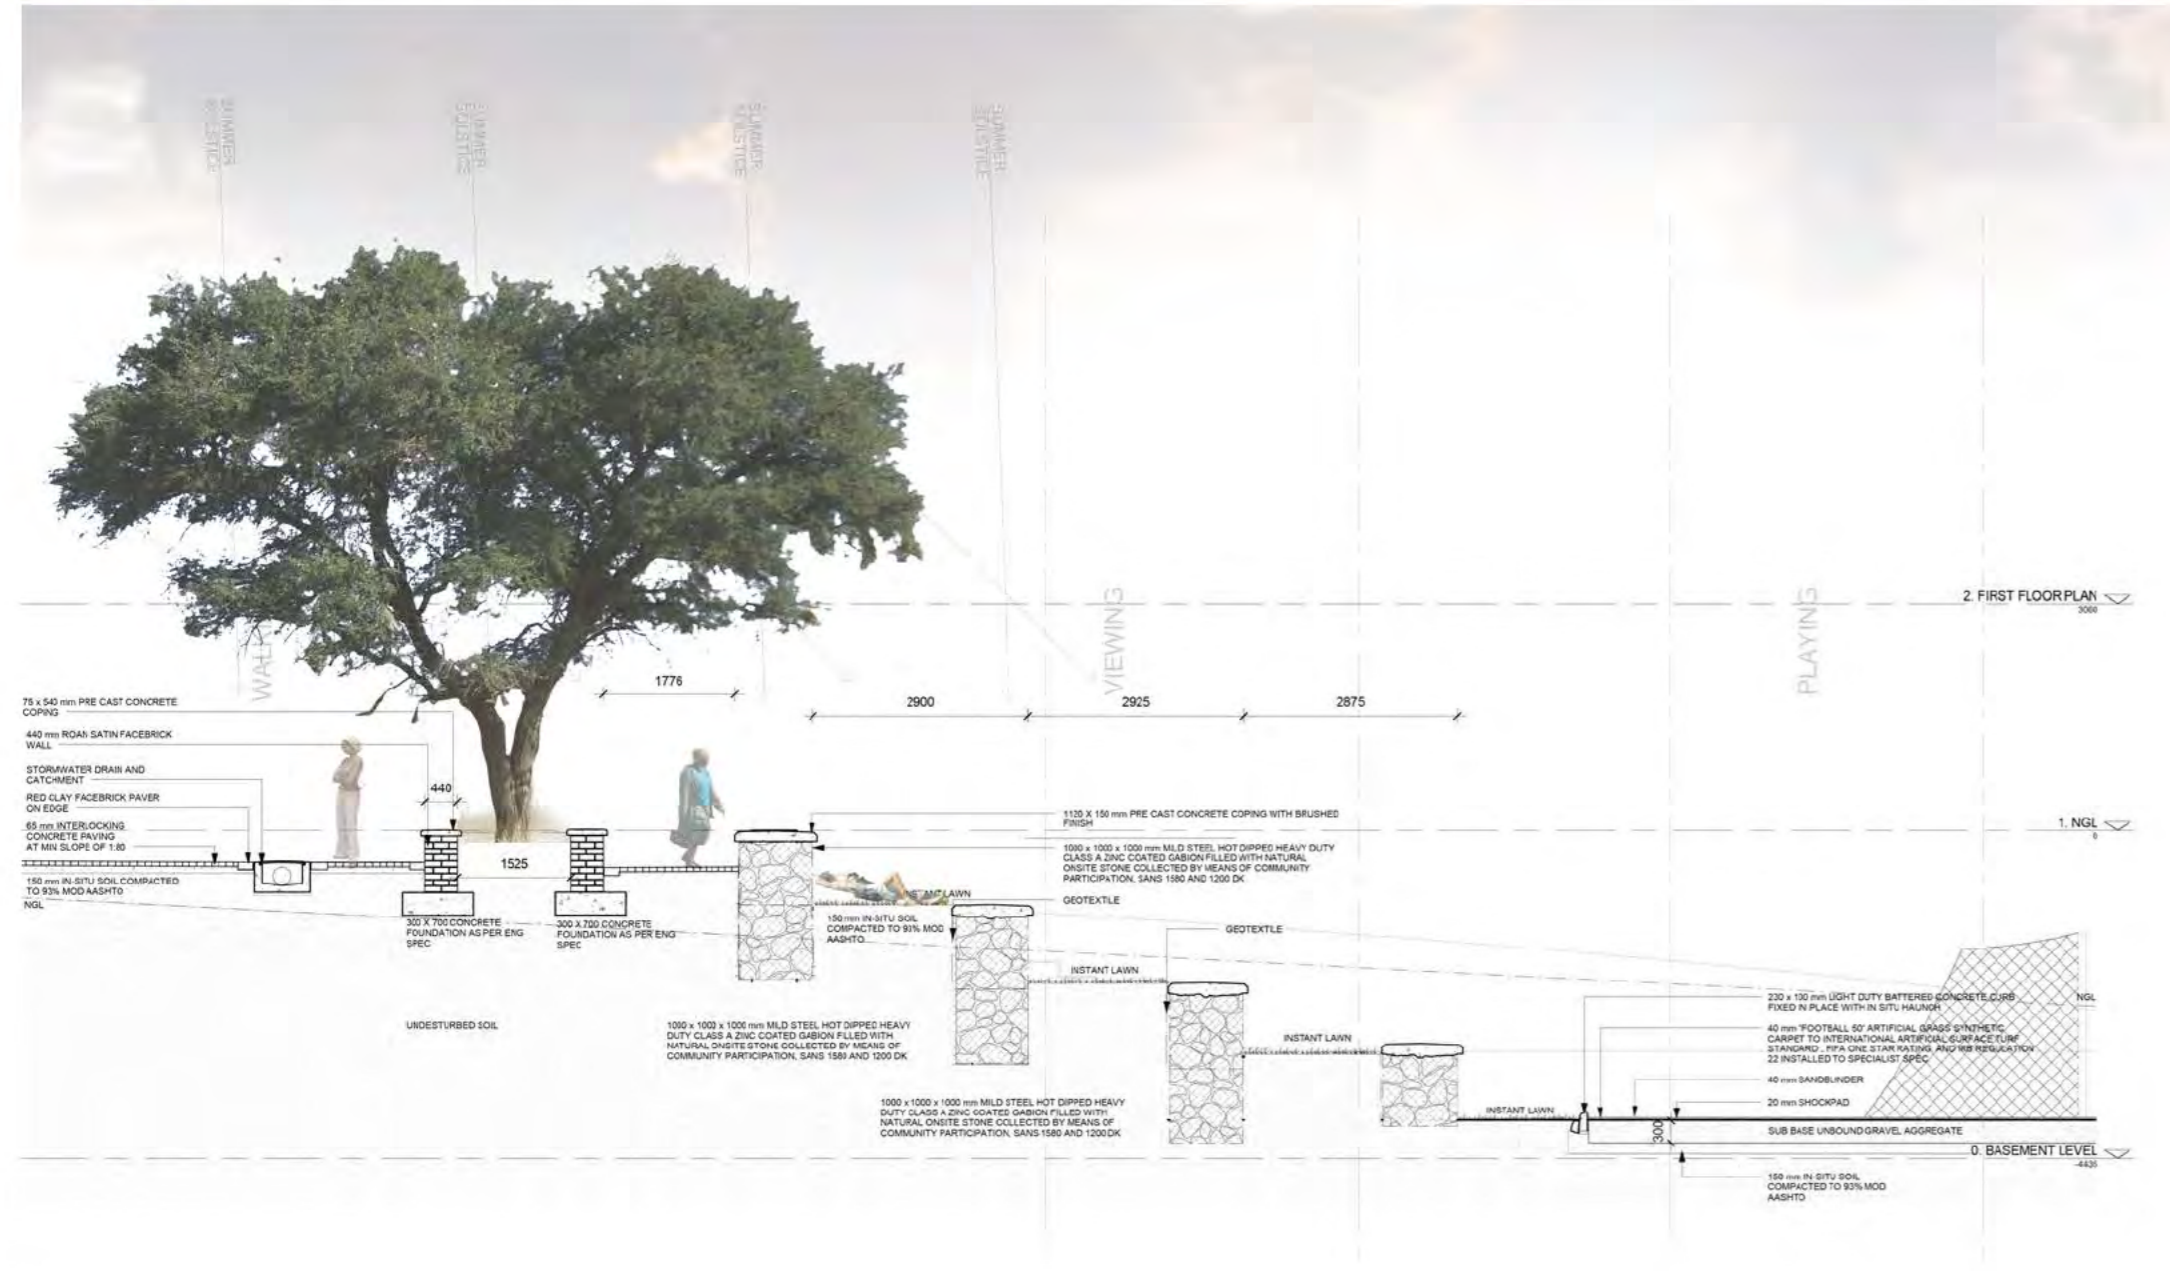 SUMMER
SOLSTICE
SUMMER
SOLSTICE
SUMMER
SOLSTICE
SUMMER
SOLSTICE
WALK
VIEWING
PLAYING
2. FIRST FLOOR PLAN
3060
1776
2900
2925
2875
75 x 540 mm PRE CAST CONCRETE
COPING
440 mm ROAN SATIN FACEBRICK
WALL
STORMWATER DRAIN AND
CATCHMENT
RED CLAY FACEBRICK PAVER
ON EDGE
65 mm INTERLOCKING
CONCRETE PAVING
AT MIN SLOPE OF 1:80
150 mm IN-SITU SOIL COMPACTED
TO 93% MOD AASHTO
NGL
440
1525
300 X 700 CONCRETE
FOUNDATION AS PER ENG
SPEC
300 X 700 CONCRETE
FOUNDATION AS PER ENG
SPEC
1120 X 150 mm PRE CAST CONCRETE COPING WITH BRUSHED
FINISH
1000 x 1000 x 1000 mm MILD STEEL HOT DIPPED HEAVY DUTY
CLASS A ZINC COATED GABION FILLED WITH NATURAL
ONSITE STONE COLLECTED BY MEANS OF COMMUNITY
PARTICIPATION, SANS 1580 AND 1200 DK
GEOTEXTILE
1. NGL
0
INSTANT LAWN
150 mm IN-SITU SOIL
COMPACTED TO 93% MOD
AASHTO
GEOTEXTILE
INSTANT LAWN
UNDESTURBED SOIL
1000 x 1000 x 1000 mm MILD STEEL HOT DIPPED HEAVY
DUTY CLASS A ZINC COATED GABION FILLED WITH
NATURAL ONSITE STONE COLLECTED BY MEANS OF
COMMUNITY PARTICIPATION, SANS 1580 AND 1200 DK
INSTANT LAWN
1000 x 1000 x 1000 mm MILD STEEL HOT DIPPED HEAVY
DUTY CLASS A ZINC COATED GABION FILLED WITH
NATURAL ONSITE STONE COLLECTED BY MEANS OF
COMMUNITY PARTICIPATION, SANS 1580 AND 1200 DK
INSTANT LAWN
230 x 100 mm LIGHT DUTY BATTERED CONCRETE CURB
FIXED IN PLACE WITH IN SITU HAUNCH
NGL
40 mm 'FOOTBALL 50' ARTIFICIAL GRASS SYNTHETIC
CARPET TO INTERNATIONAL ARTIFICIAL SURFACE TURF
STANDARD, FIFA ONE STAR RATING, AND IRB REGULATION
22 INSTALLED TO SPECIALIST SPEC
40 mm SANDBLINDER
20 mm SHOCKPAD
300
SUB BASE UNBOUND GRAVEL AGGREGATE
0. BASEMENT LEVEL
-4435
150 mm IN-SITU SOIL
COMPACTED TO 93% MOD
AASHTO